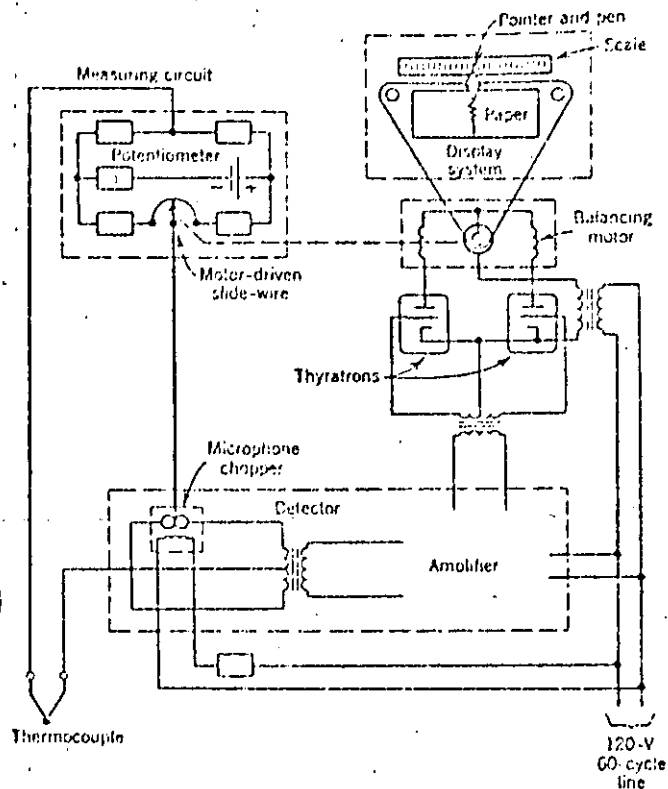 Pointer and pen
Scale
Measuring circuit
Paper
Potentiometer
Display
system
- +
Balancing
motor
Motor-driven
slide-wire
Thyratrons
Microphone
chopper
Detector
Amplifier
Thermocouple
120-V
60-cycle
line